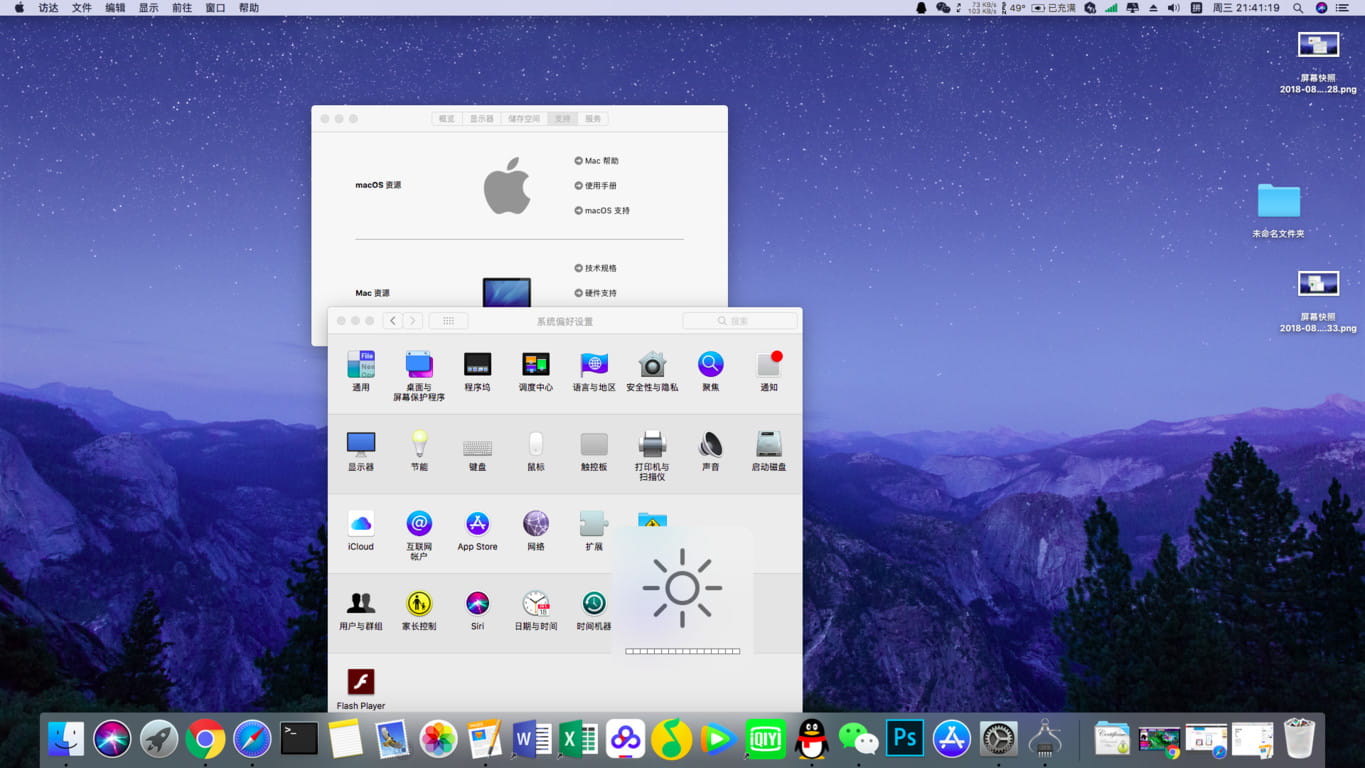 访达 文件 编辑 显示 前往 窗口 帮助
73 KB/s
103 KB/s
49° 已充满 拼 周三 21:41:19
屏幕快照
2018-08....28.png
概览 显示器 储存空间 支持 服务
macOS 资源
Mac 帮助
使用手册
macOS 支持
未命名文件夹
Mac 资源
技术规格
硬件支持
屏幕快照
2018-08....33.png
系统偏好设置
搜索
File
New
通用
桌面与
屏幕保护程序
程序坞
调度中心
语言与地区
安全性与隐私
聚焦
通知
显示器
节能
键盘
鼠标
触控板
打印机与
扫描仪
声音
启动磁盘
iCloud
互联网
帐户
App Store
网络
扩展
用户与群组
家长控制
Siri
18
日期与时间
时间机器
Flash Player
W
X
QIY
Ps